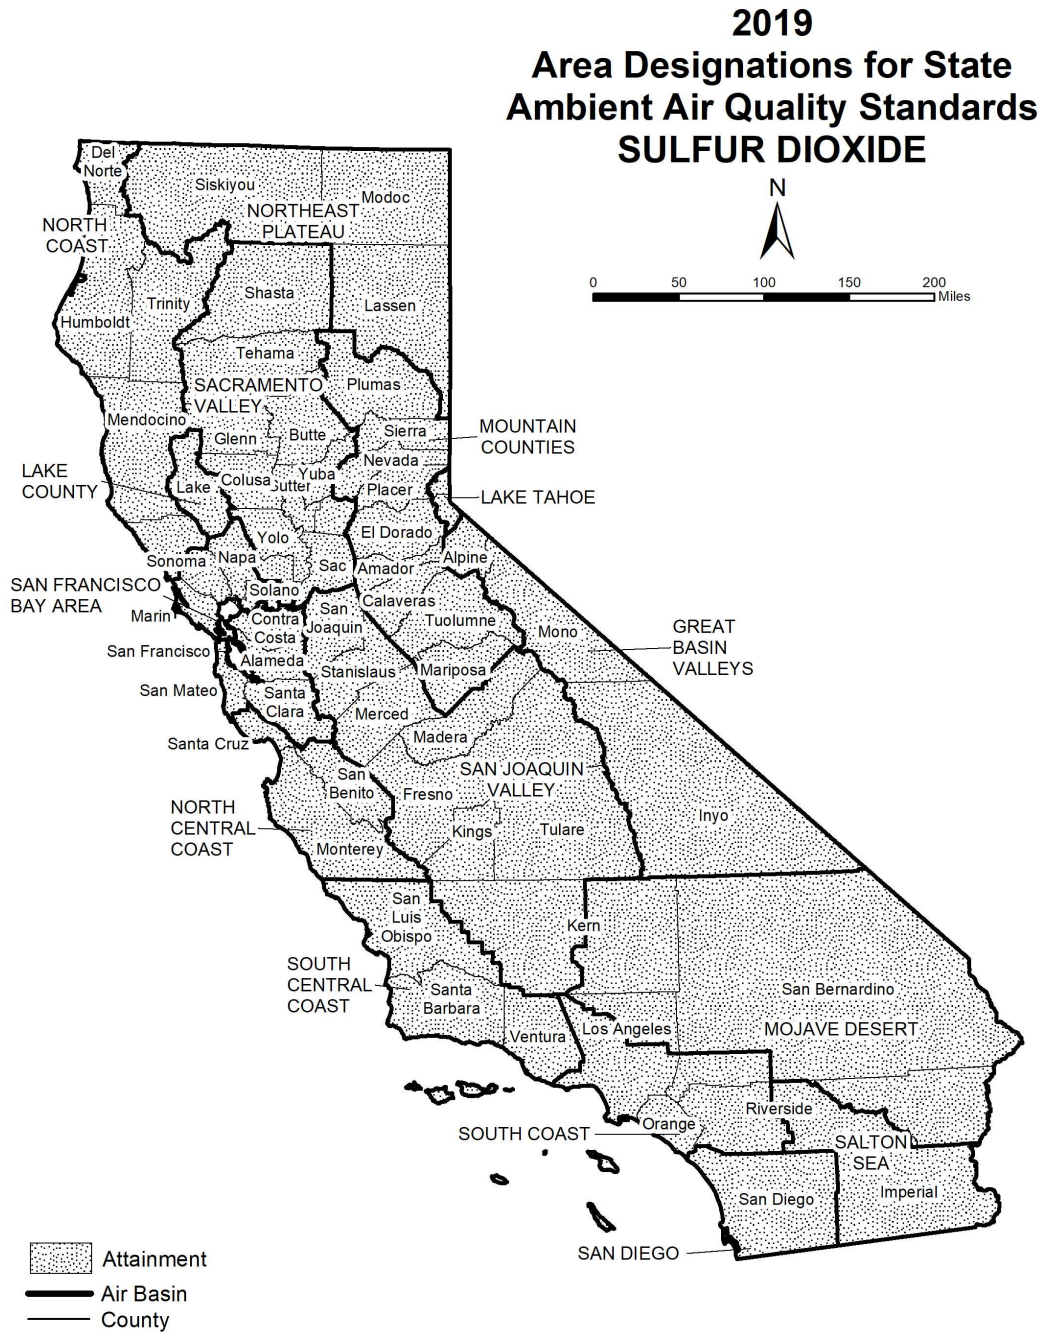 2019
Area Designations for State
Ambient Air Quality Standards
SULFUR DIOXIDE
N
0 50 100 150 200
Miles
Del
Norte
Siskiyou
Modoc
NORTHEAST
PLATEAU
NORTH
COAST
Shasta
Trinity
Lassen
Humboldt
Tehama
SACRAMENTO
VALLEY
Plumas
Mendocino
Sierra
MOUNTAIN
COUNTIES
Glenn
Butte
Nevada
LAKE
COUNTY
Lake
Colusa
Yuba
Placer
LAKE TAHOE
Yolo
El Dorado
Sonoma
Napa
Sac
Amador
Alpine
SAN FRANCISCO
BAY AREA
Solano
Calaveras
Marin
San
Joaquin
Contra
Costa
Tuolumne
Mono
GREAT
BASIN
VALLEYS
San Francisco
Alameda
Stanislaus
Mariposa
San Mateo
Santa
Clara
Merced
Santa Cruz
Madera
San
Benito
Fresno
SAN JOAQUIN
VALLEY
NORTH
CENTRAL
COAST
Kings
Tulare
Inyo
Monterey
San
Luis
Obispo
Kern
SOUTH
CENTRAL
COAST
Santa
Barbara
San Bernardino
Ventura
Los Angeles
MOJAVE DESERT
Orange
Riverside
SOUTH COAST
SALTON
SEA
San Diego
Imperial
SAN DIEGO
Attainment
Air Basin
County